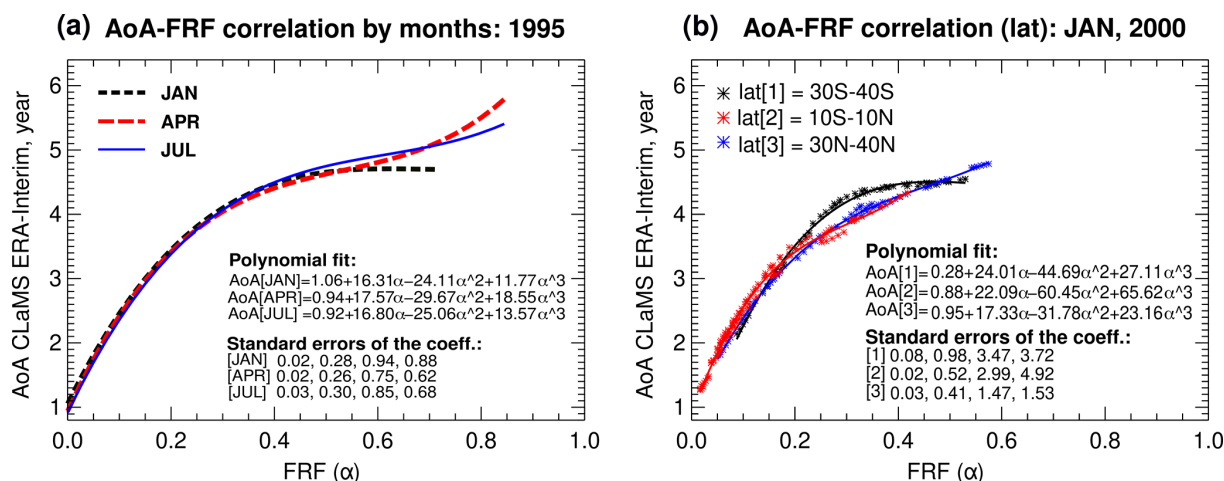 (a) AoA-FRF correlation by months: 1995
AoA CLaMS ERA-Interim, year
6
5
4
3
2
1
JAN
APR
JUL
Polynomial fit:
AoA[JAN]=1.06+16.31α−24.11α^2+11.77α^3
AoA[APR]=0.94+17.57α−29.67α^2+18.55α^3
AoA[JUL]=0.92+16.80α−25.06α^2+13.57α^3
Standard errors of the coeff.:
[JAN] 0.02, 0.28, 0.94, 0.88
[APR] 0.02, 0.26, 0.75, 0.62
[JUL] 0.03, 0.30, 0.85, 0.68
0.0 0.2 0.4 0.6 0.8 1.0
FRF (α)
(b) AoA-FRF correlation (lat): JAN, 2000
AoA CLaMS ERA-Interim, year
6
5
4
3
2
1
lat[1] = 30S-40S
lat[2] = 10S-10N
lat[3] = 30N-40N
Polynomial fit:
AoA[1]=0.28+24.01α−44.69α^2+27.11α^3
AoA[2]=0.88+22.09α−60.45α^2+65.62α^3
AoA[3]=0.95+17.33α−31.78α^2+23.16α^3
Standard errors of the coeff.:
[1] 0.08, 0.98, 3.47, 3.72
[2] 0.02, 0.52, 2.99, 4.92
[3] 0.03, 0.41, 1.47, 1.53
0.0 0.2 0.4 0.6 0.8 1.0
FRF (α)